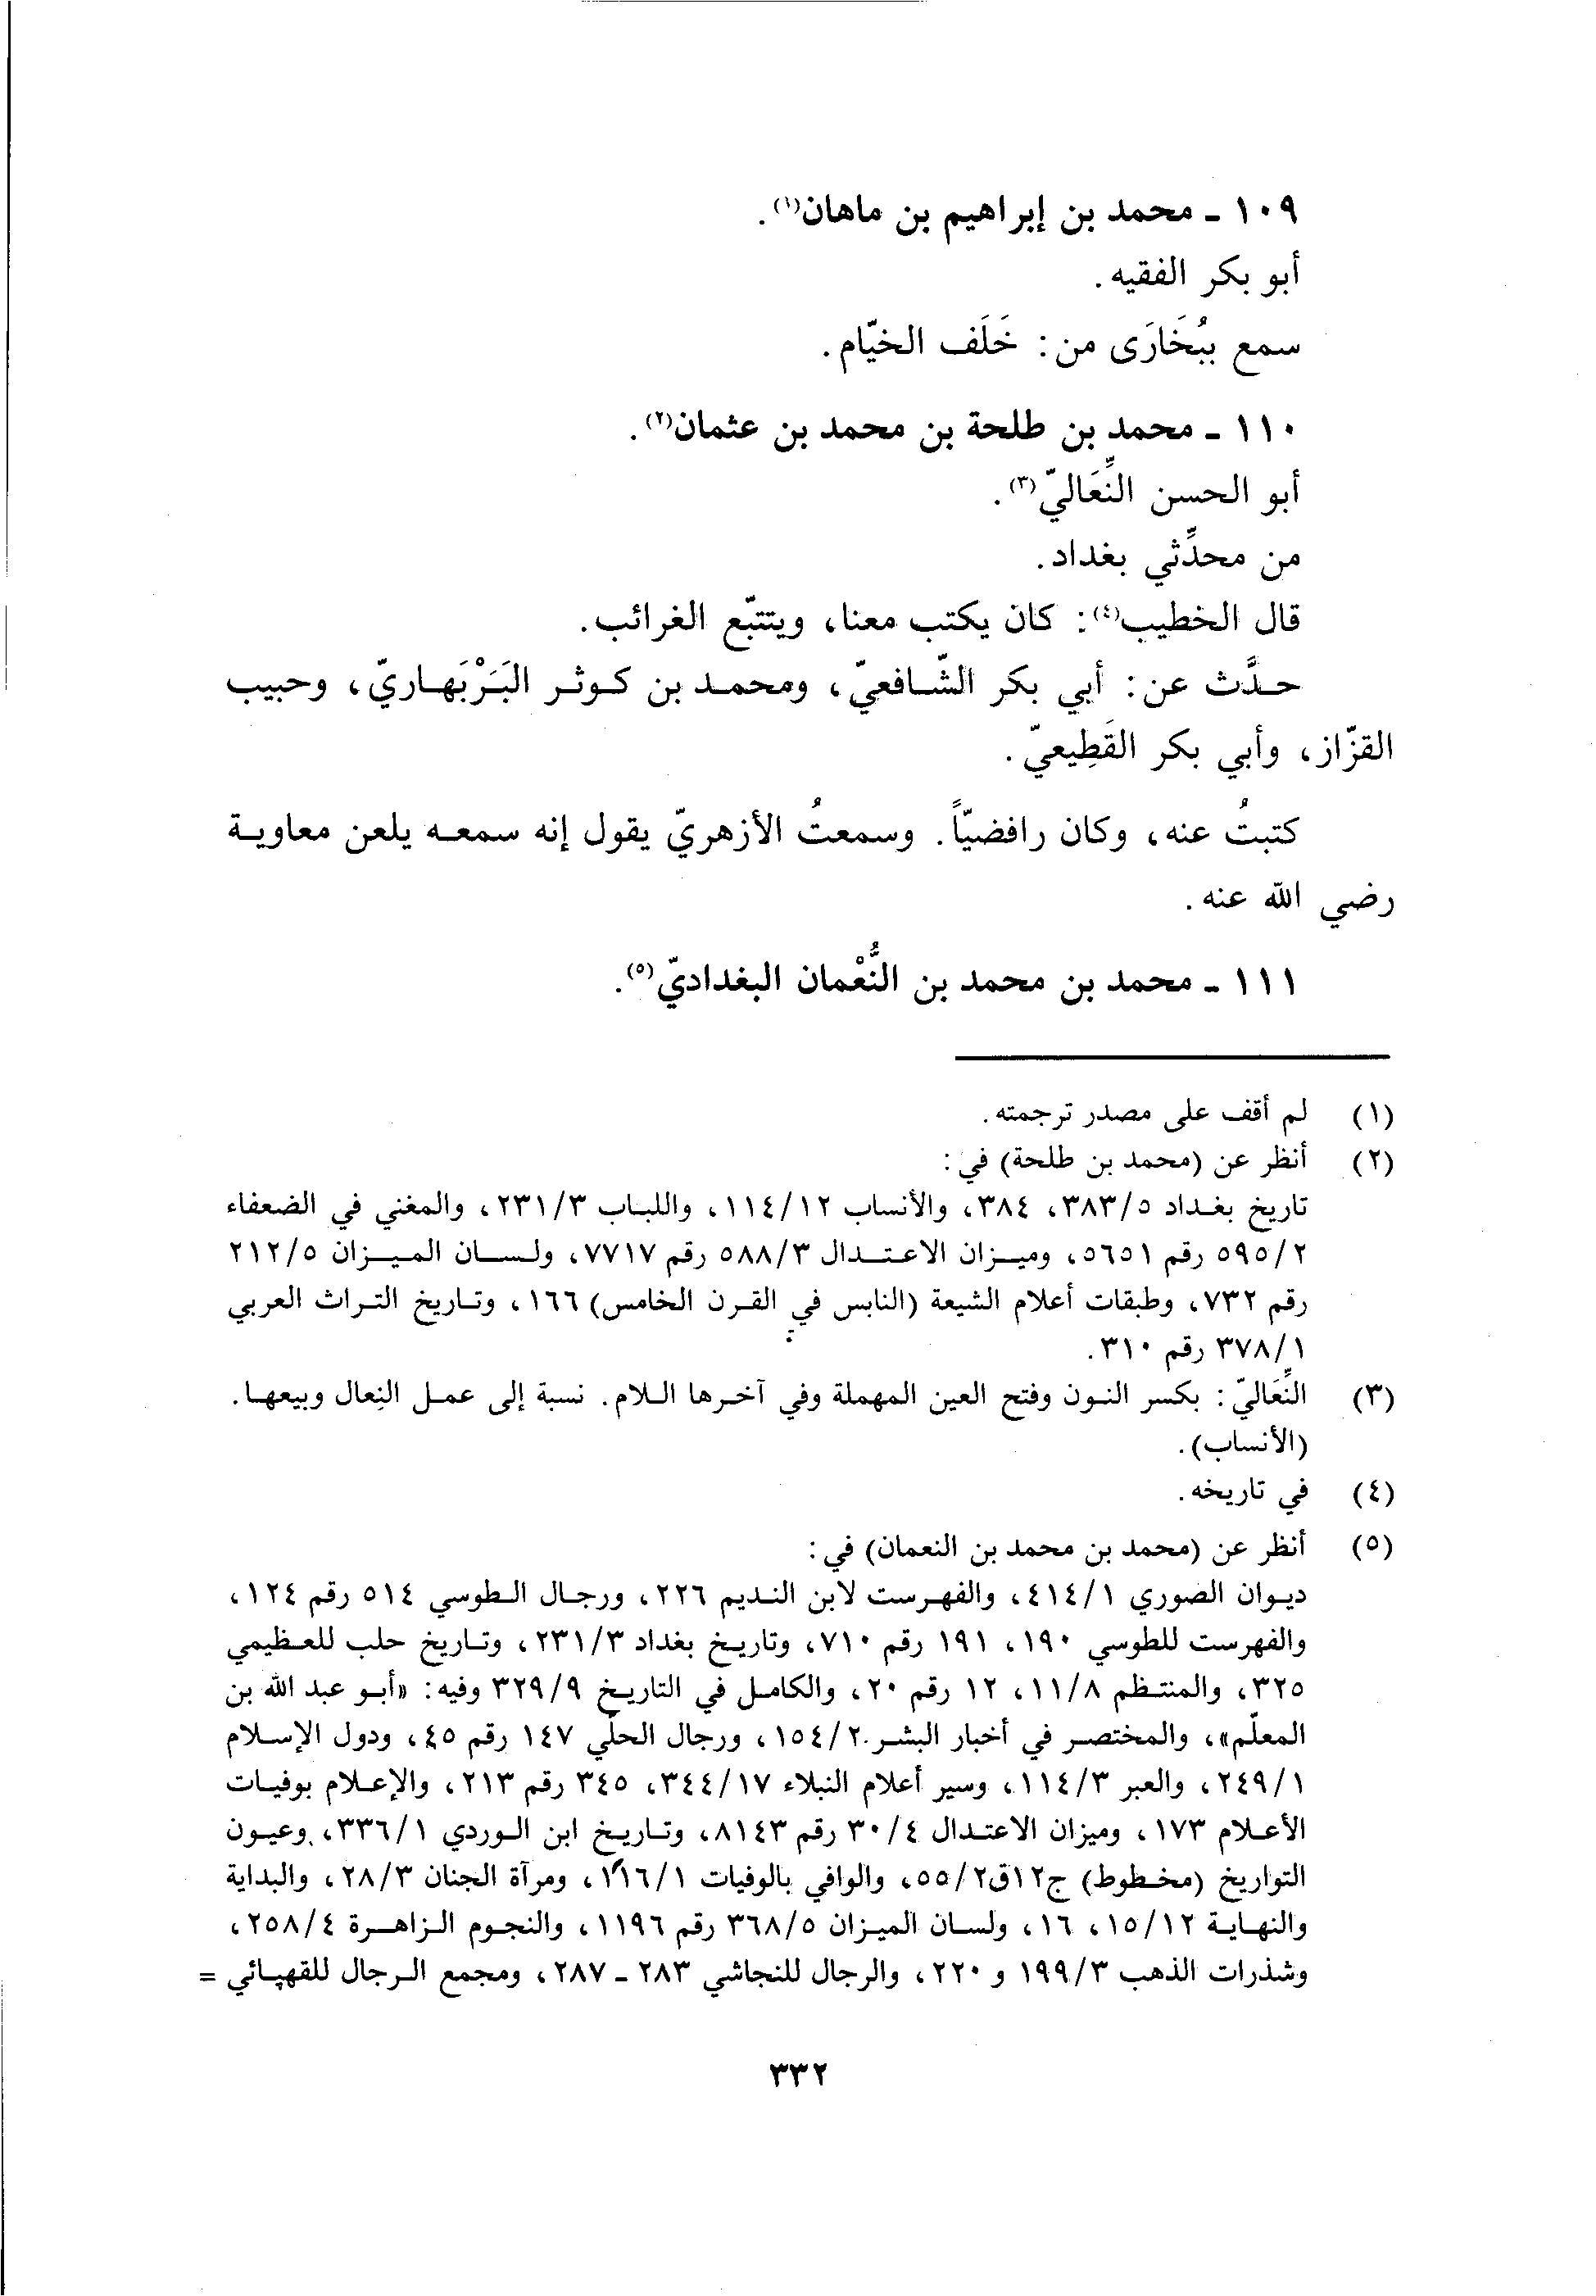 ١٠٩ - محمد بن إبراهيم بن ماهان(١).
أبو بكر الفقيه.
سمع ببُخَارَى من: خَلَف الخيّام.
١١٠ - محمد بن طلحة بن محمد بن عثمان(٢).
أبو الحسن النِّعَاليّ(٣).
من محدِّثي بغداد.
قال الخطيب(٤): كان يكتب معنا، ويتتبّع الغرائب.
حدَّث عن: أبي بكر الشّافعيّ، ومحمد بن كوثر البَرْبَهاريّ، وحبيب
القزّاز، وأبي بكر القَطِيعيّ.
كتبتُ عنه، وكان رافضيّاً. وسمعتُ الأزهريّ يقول إنه سمعه يلعن معاوية
رضي الله عنه.
١١١ - محمد بن محمد بن النُّعْمان البغداديّ(٥).
(١) لم أقف على مصدر ترجمته.
(٢) أنظر عن (محمد بن طلحة) في:
تاريخ بغداد ٣٨٣/٥، ٣٨٤، والأنساب ١١٤/١٢، واللباب ٢٣١/٣، والمغني في الضعفاء
٥٩٥/٢ رقم ٥٦٥١، وميزان الاعتدال ٥٨٨/٣ رقم ٧٧١٧، ولسان الميزان ٢١٢/٥
رقم ٧٣٢، وطبقات أعلام الشيعة (النابس في القرن الخامس) ١٦٦، وتاريخ التراث العربي
٣٧٨/١ رقم ٣١٠.
(٣) النِّعَاليّ: بكسر النون وفتح العين المهملة وفي آخرها اللام. نسبة إلى عمل النِعال وبيعها.
(الأنساب).
(٤) في تاريخه.
(٥) أنظر عن (محمد بن محمد بن النعمان) في:
ديوان الصوري ٤١٤/١، والفهرست لابن النديم ٢٢٦، ورجال الطوسي ٥١٤ رقم ١٢٤،
والفهرست للطوسي ١٩٠، ١٩١ رقم ٧١٠، وتاريخ بغداد ٢٣١/٣، وتاريخ حلب للعظيمي
٣٢٥، والمنتظم ١١/٨، ١٢ رقم ٢٠، والكامل في التاريخ ٣٢٩/٩ وفيه: «أبو عبد الله بن
المعلّم»، والمختصر في أخبار البشر ١٥٤/٢، ورجال الحلّي ١٤٧ رقم ٤٥، ودول الإسلام
٢٤٩/١، والعبر ١١٤/٣، وسير أعلام النبلاء ٣٤٤/١٧، ٣٤٥ رقم ٢١٣، والإعلام بوفيات
الأعلام ١٧٣، وميزان الاعتدال ٣٠/٤ رقم ٨١٤٣، وتاريخ ابن الوردي ٣٣٦/١، وعيون
التواريخ (مخطوط) ج١٢ق٥٥/٢، والوافي بالوفيات ١١٦/١، ومرآة الجنان ٢٨/٣، والبداية
والنهاية ١٥/١٢، ١٦، ولسان الميزان ٣٦٨/٥ رقم ١١٩٦، والنجوم الزاهرة ٢٥٨/٤،
وشذرات الذهب ١٩٩/٣ و ٢٢٠، والرجال للنجاشي ٢٨٣ - ٢٨٧، ومجمع الرجال للقهپائي =
٣٣٢